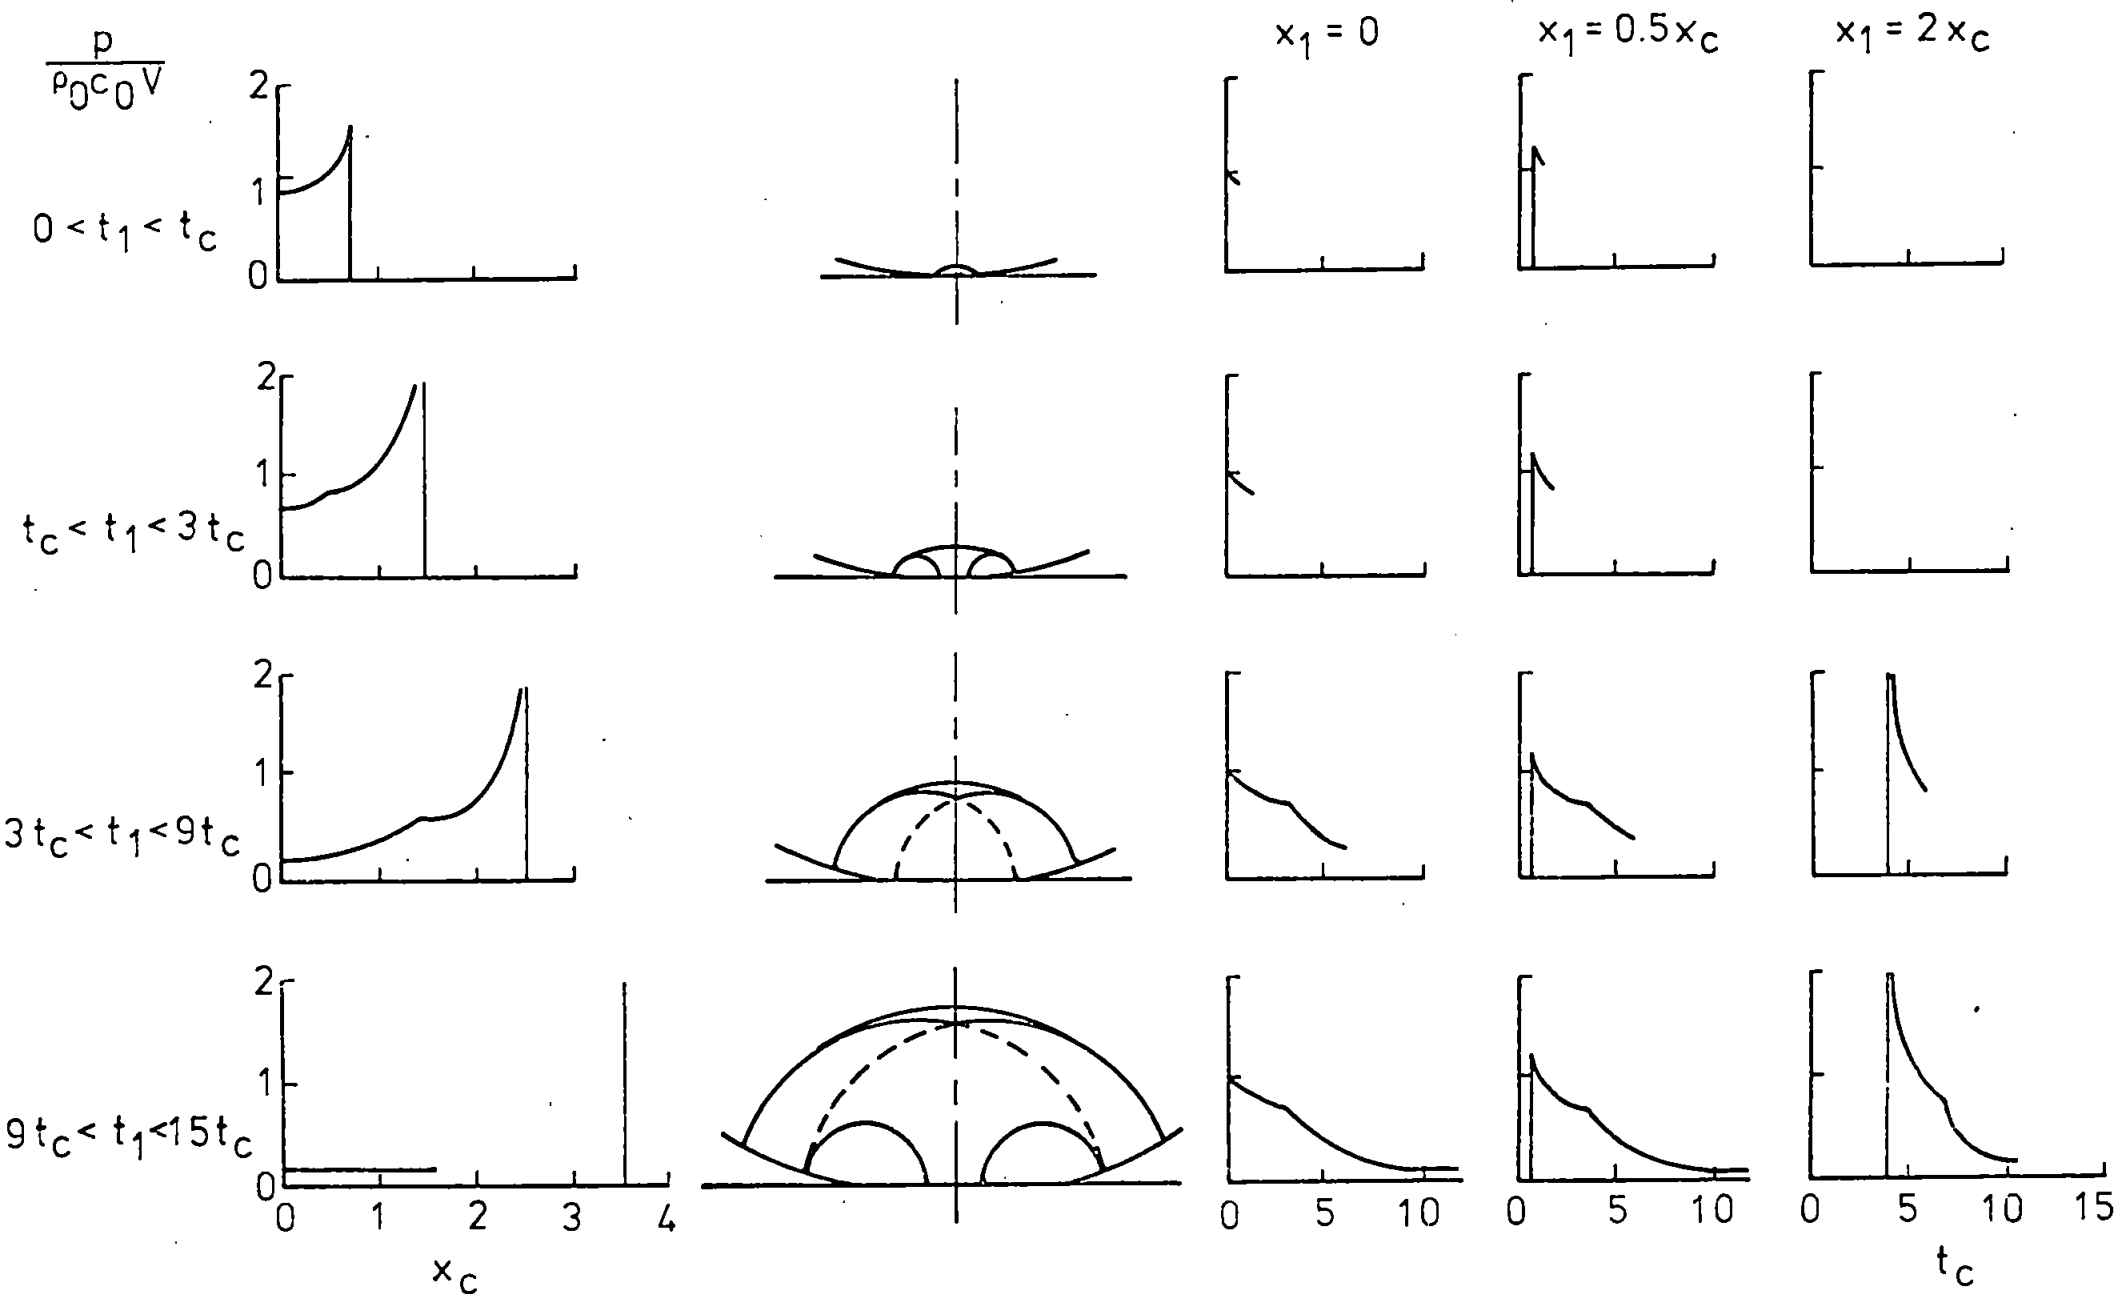 p
ρ0c0V
x1 = 0
x1 = 0.5xc
x1 = 2xc
2
1
0
0 < t1 < tc
2
1
0
tc < t1 < 3tc
2
1
0
3tc < t1 < 9tc
2
1
0
9tc < t1 <15tc
0 1 2 3 4
xc
0 5 10
0 5 10
0 5 10 15
tc